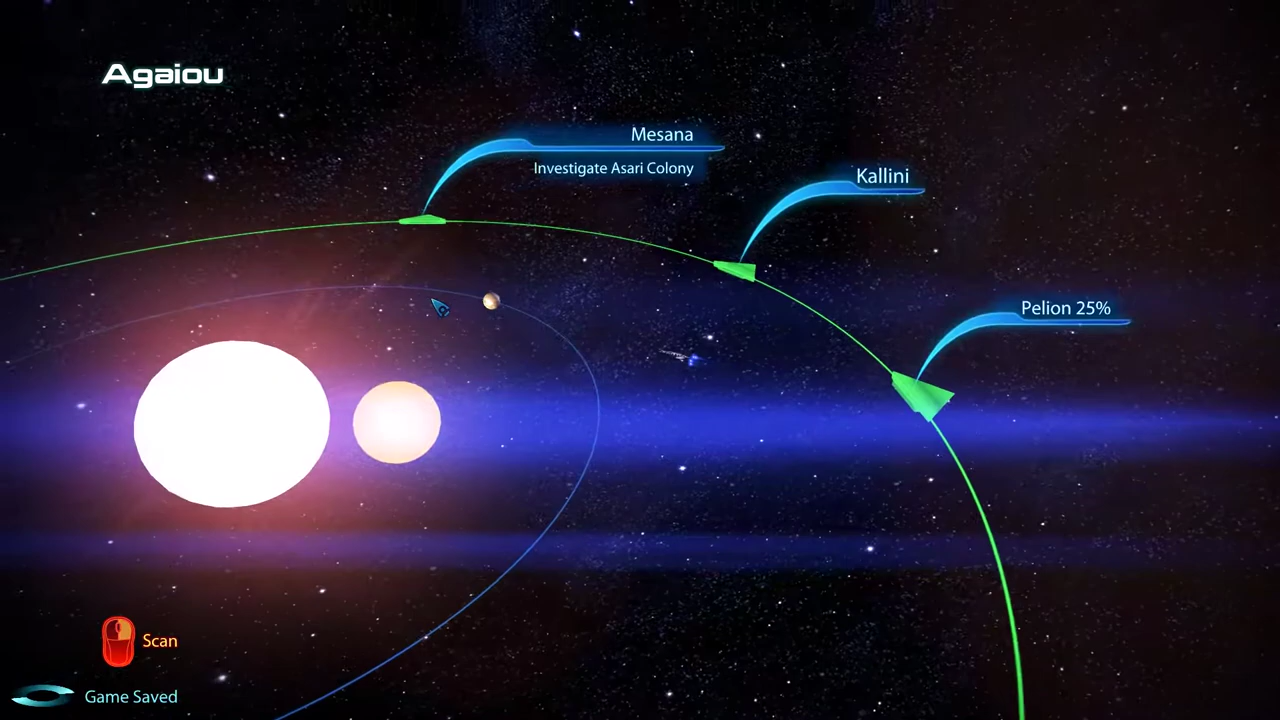 Agaiou
Mesana
Investigate Asari Colony
Kallini
Pelion 25%
Scan
Game Saved